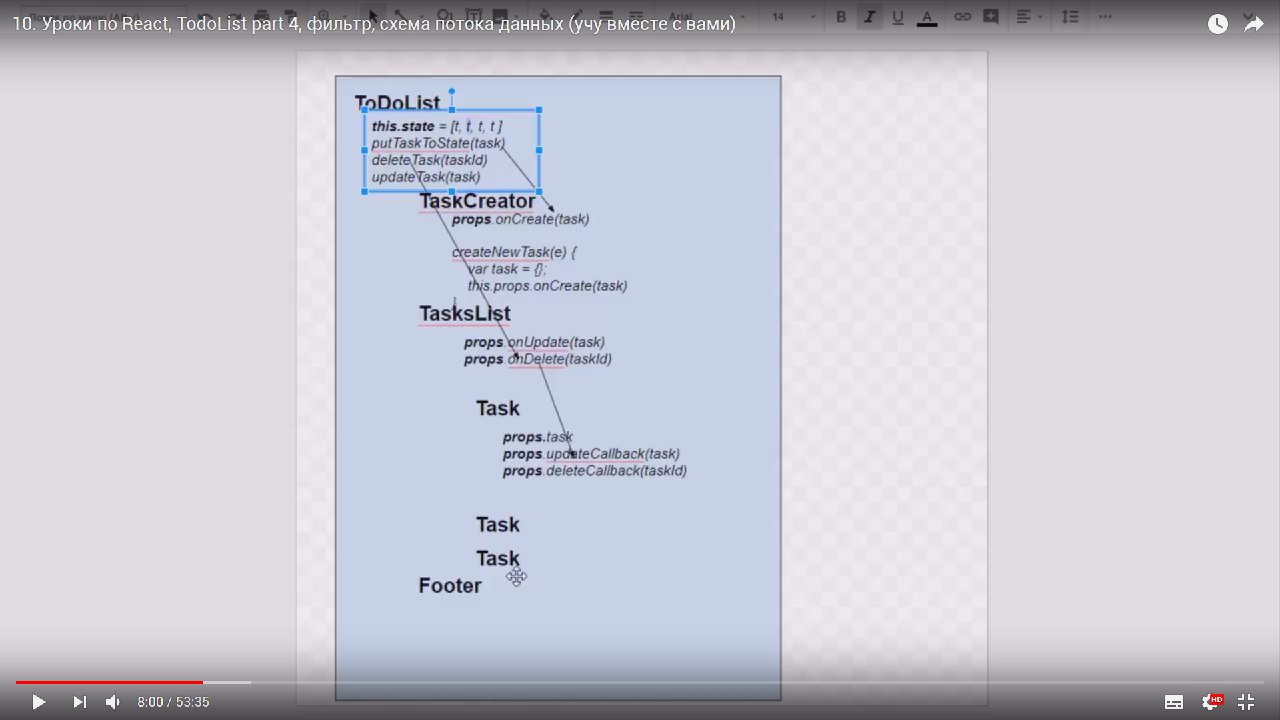 10. Уроки по React, TodoList part 4, фильтр, схема потока данных (учу вместе с вами)
Arial
14
B I U A
ToDoList
this.state = [t, t, t, t ]
putTaskToState(task)
deleteTask(taskId)
updateTask(task)
TaskCreator
props.onCreate(task)
createNewTask(e) {
var task = {};
this.props.onCreate(task)
}
TasksList
props.onUpdate(task)
props.onDelete(taskId)
Task
props.task
props.updateCallback(task)
props.deleteCallback(taskId)
Task
Task
Footer
8:00 / 53:35
HD